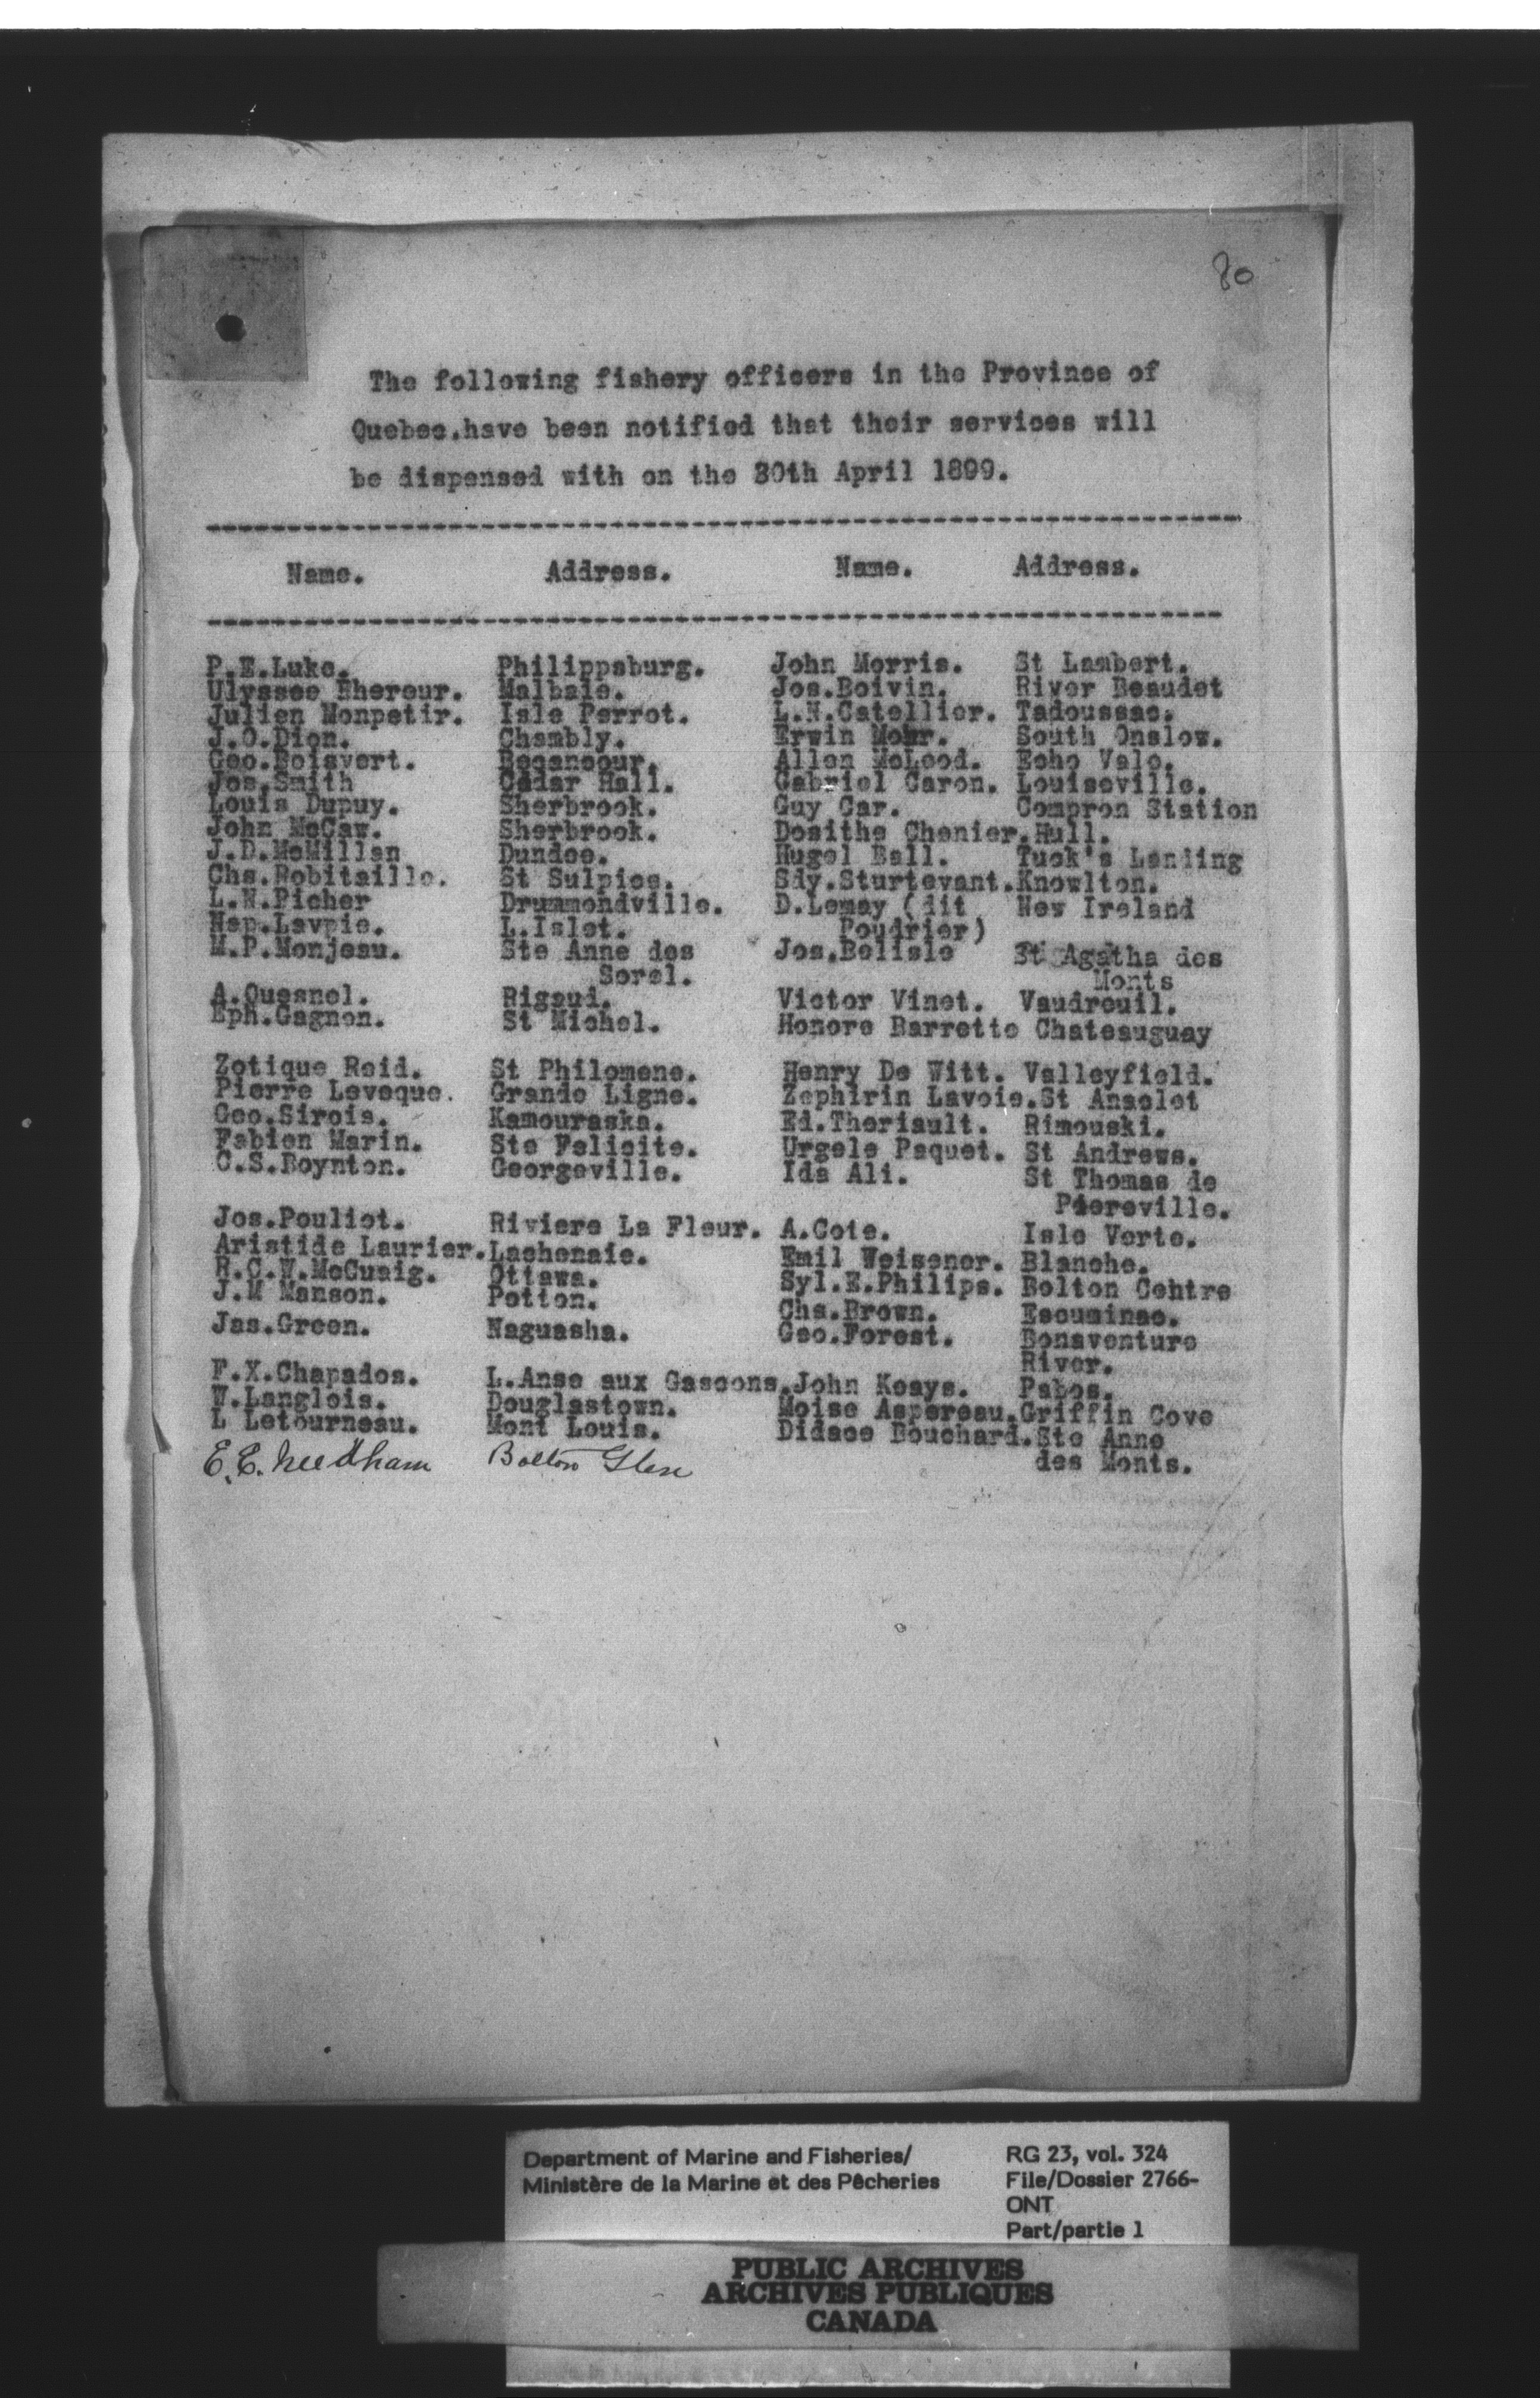 80
The following fishery officers in the Province of
Quebec.have been notified that their services will
be dispensed with on the 30th April 1899.
Name. Address. Name. Address.
P.E.Luke. Philippsburg. John Morris. St Lambert.
Ulyssee Bhereur. Malbaie. Jos.Boivin. River Beaudet
Julien Monpetir. Isle Perrot. L.N.Catellier. Tadoussac.
J.O.Dion. Chambly. Erwin Mohr. South Onslow.
Geo.Boisvert. Becancour. Allen McLeod. Echo Vale.
Jos.Smith Cedar Hall. Gabriel Caron. Louiseville.
Louis Dupuy. Sherbrook. Guy Car. Compron Station
John McCaw. Sherbrook. Dosithe Chenier.Hull.
J.D.McMillan Dundee. Hugel Ball. Tuck's Landing
Chs.Robitaille. St Sulpice. Sdy.Sturtevant.Knowlton.
L.N.Picher Drummondville. D.Lemay (dit New Ireland
Nap.Lavoie. L.Islet. Poudrier)
M.P.Monjeau. Ste Anne des Jos.Belisle St Agatha des
Sorel. Monts
A.Quesnel. Rigaud. Victor Vinet. Vaudreuil.
Eph.Gagnon. St Michel. Honore Barrette Chateauguay
Zotique Reid. St Philomene. Henry De Witt. Valleyfield.
Pierre Leveque. Grande Ligne. Zephirin Lavoie.St Anselet
Geo.Sirois. Kamouraska. Ed.Theriault. Rimouski.
Fabien Marin. Ste Felicite. Urgele Paquet. St Andrews.
C.S.Boynton. Georgeville. Ida Ali. St Thomas de
Piereville.
Jos.Pouliot. Riviere La Fleur. A.Cote. Isle Verte.
Aristide Laurier.Lachenaie. Emil Weisener. Blanche.
R.C.W.McCuaig. Ottawa. Syl.E.Philips. Bolton Centre
J.M Manson. Potton. Chs.Brown. Escuminac.
Jas.Green. Naguasha. Geo.Forest. Bonaventure
River.
F.X.Chapados. L.Anse aux Gascons.John Keays. Pabos.
W.Langlois. Douglastown. Moise Aspereau.Griffin Cove
L Letourneau. Mont Louis. Didace Bouchard.Ste Anne
des Monts.
E.E. Needham Bolton Glen
Department of Marine and Fisheries/ RG 23, vol. 324
Ministère de la Marine et des Pêcheries File/Dossier 2766-
ONT
Part/partie 1
PUBLIC ARCHIVES
ARCHIVES PUBLIQUES
CANADA